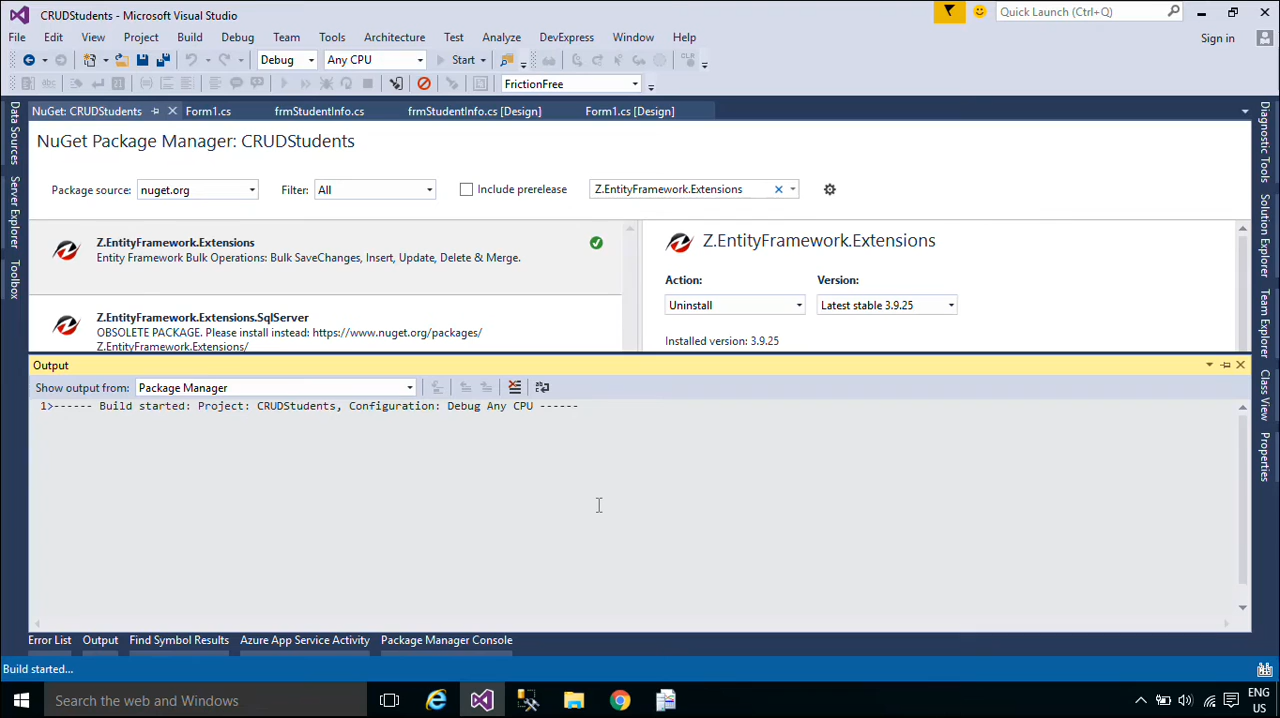 CRUDStudents - Microsoft Visual Studio
Quick Launch (Ctrl+Q)
File Edit View Project Build Debug Team Tools Architecture Test Analyze DevExpress Window Help
Sign in
Debug Any CPU Start
FrictionFree
NuGet: CRUDStudents Form1.cs frmStudentInfo.cs frmStudentInfo.cs [Design] Form1.cs [Design]
NuGet Package Manager: CRUDStudents
Package source: nuget.org Filter: All Include prerelease Z.EntityFramework.Extensions
Z.EntityFramework.Extensions
Entity Framework Bulk Operations: Bulk SaveChanges, Insert, Update, Delete & Merge.
Z.EntityFramework.Extensions.SqlServer
OBSOLETE PACKAGE. Please install instead: https://www.nuget.org/packages/
Z.EntityFramework.Extensions/
Z.EntityFramework.Extensions
Action: Version:
Uninstall Latest stable 3.9.25
Installed version: 3.9.25
Output
Show output from: Package Manager
1>------ Build started: Project: CRUDStudents, Configuration: Debug Any CPU ------
Error List Output Find Symbol Results Azure App Service Activity Package Manager Console
Build started...
Data Sources
Server Explorer
Toolbox
Diagnostic Tools
Solution Explorer
Team Explorer
Class View
Properties
Search the web and Windows
ENG
US